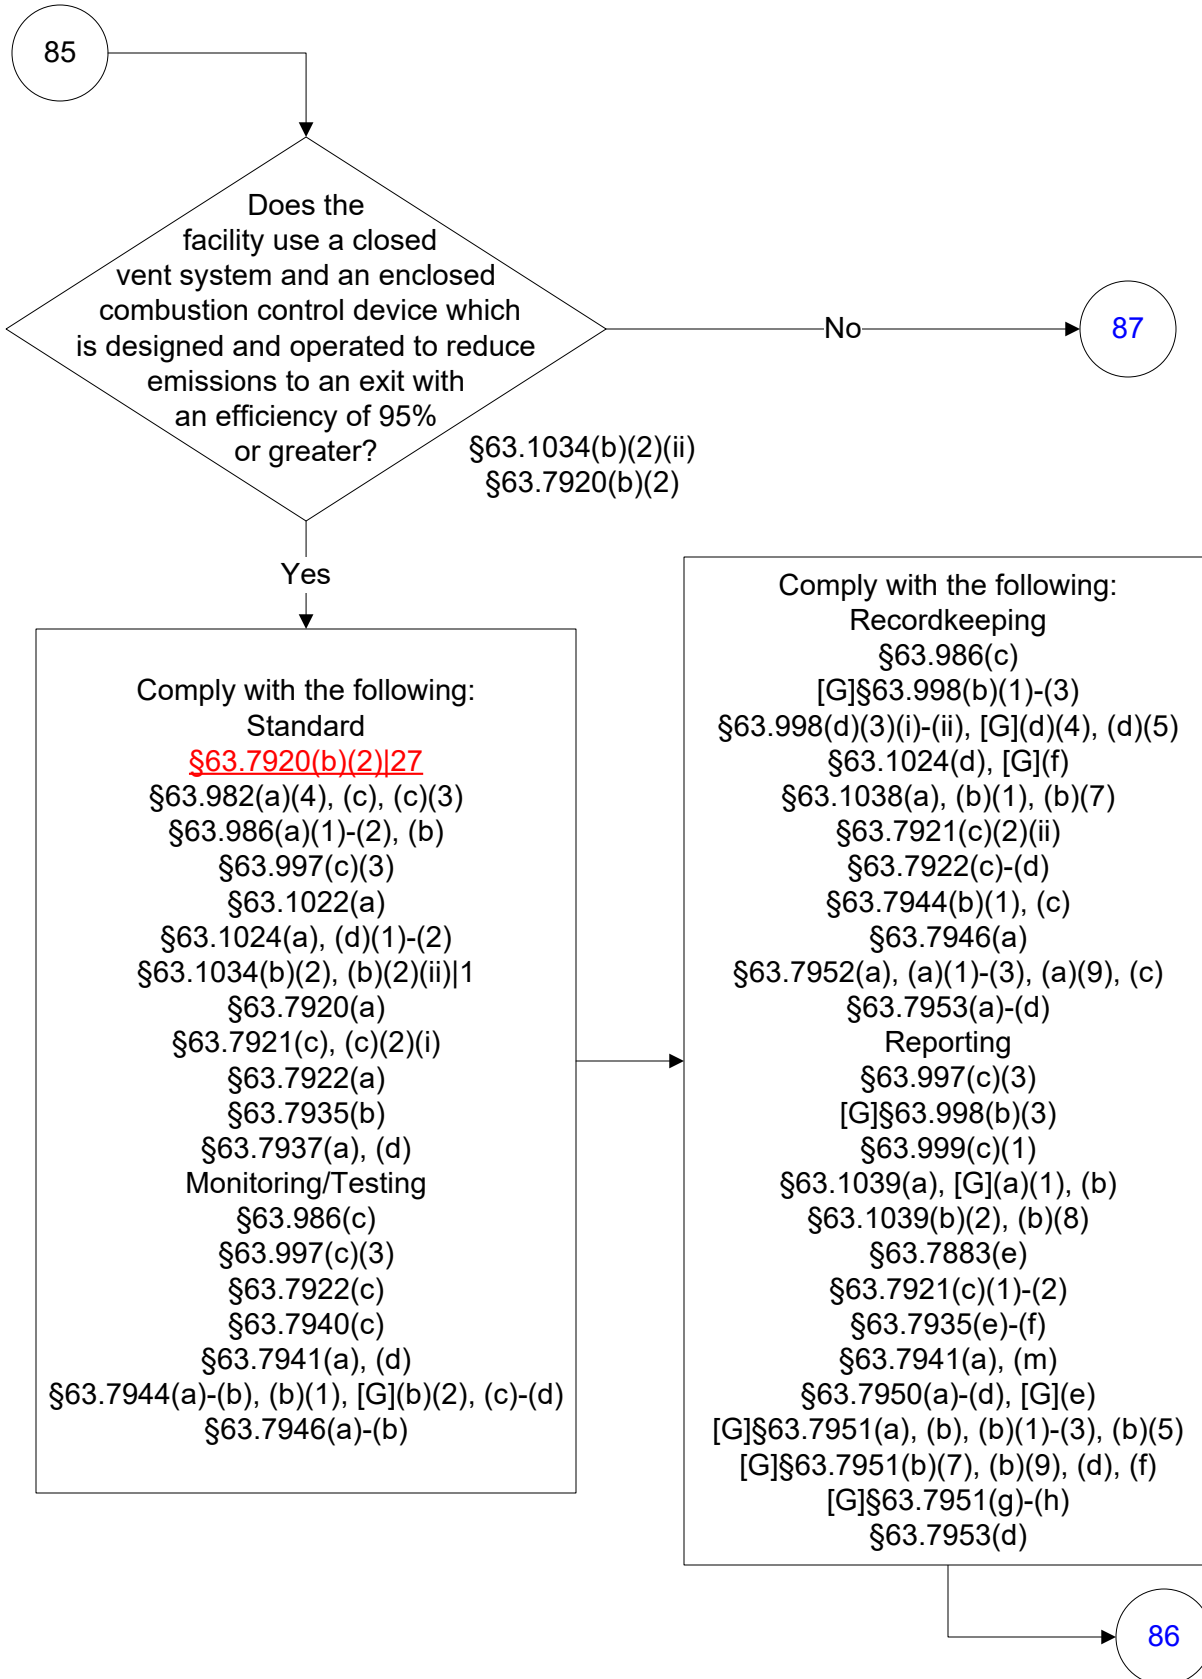 85
Does the
facility use a closed
vent system and an enclosed
combustion control device which
is designed and operated to reduce
emissions to an exit with
an efficiency of 95%
or greater?
§63.1034(b)(2)(ii)
§63.7920(b)(2)
No
87
Yes
Comply with the following:
Standard
§63.7920(b)(2)|27
§63.982(a)(4), (c), (c)(3)
§63.986(a)(1)-(2), (b)
§63.997(c)(3)
§63.1022(a)
§63.1024(a), (d)(1)-(2)
§63.1034(b)(2), (b)(2)(ii)|1
§63.7920(a)
§63.7921(c), (c)(2)(i)
§63.7922(a)
§63.7935(b)
§63.7937(a), (d)
Monitoring/Testing
§63.986(c)
§63.997(c)(3)
§63.7922(c)
§63.7940(c)
§63.7941(a), (d)
§63.7944(a)-(b), (b)(1), [G](b)(2), (c)-(d)
§63.7946(a)-(b)
Comply with the following:
Recordkeeping
§63.986(c)
[G]§63.998(b)(1)-(3)
§63.998(d)(3)(i)-(ii), [G](d)(4), (d)(5)
§63.1024(d), [G](f)
§63.1038(a), (b)(1), (b)(7)
§63.7921(c)(2)(ii)
§63.7922(c)-(d)
§63.7944(b)(1), (c)
§63.7946(a)
§63.7952(a), (a)(1)-(3), (a)(9), (c)
§63.7953(a)-(d)
Reporting
§63.997(c)(3)
[G]§63.998(b)(3)
§63.999(c)(1)
§63.1039(a), [G](a)(1), (b)
§63.1039(b)(2), (b)(8)
§63.7883(e)
§63.7921(c)(1)-(2)
§63.7935(e)-(f)
§63.7941(a), (m)
§63.7950(a)-(d), [G](e)
[G]§63.7951(a), (b), (b)(1)-(3), (b)(5)
[G]§63.7951(b)(7), (b)(9), (d), (f)
[G]§63.7951(g)-(h)
§63.7953(d)
86